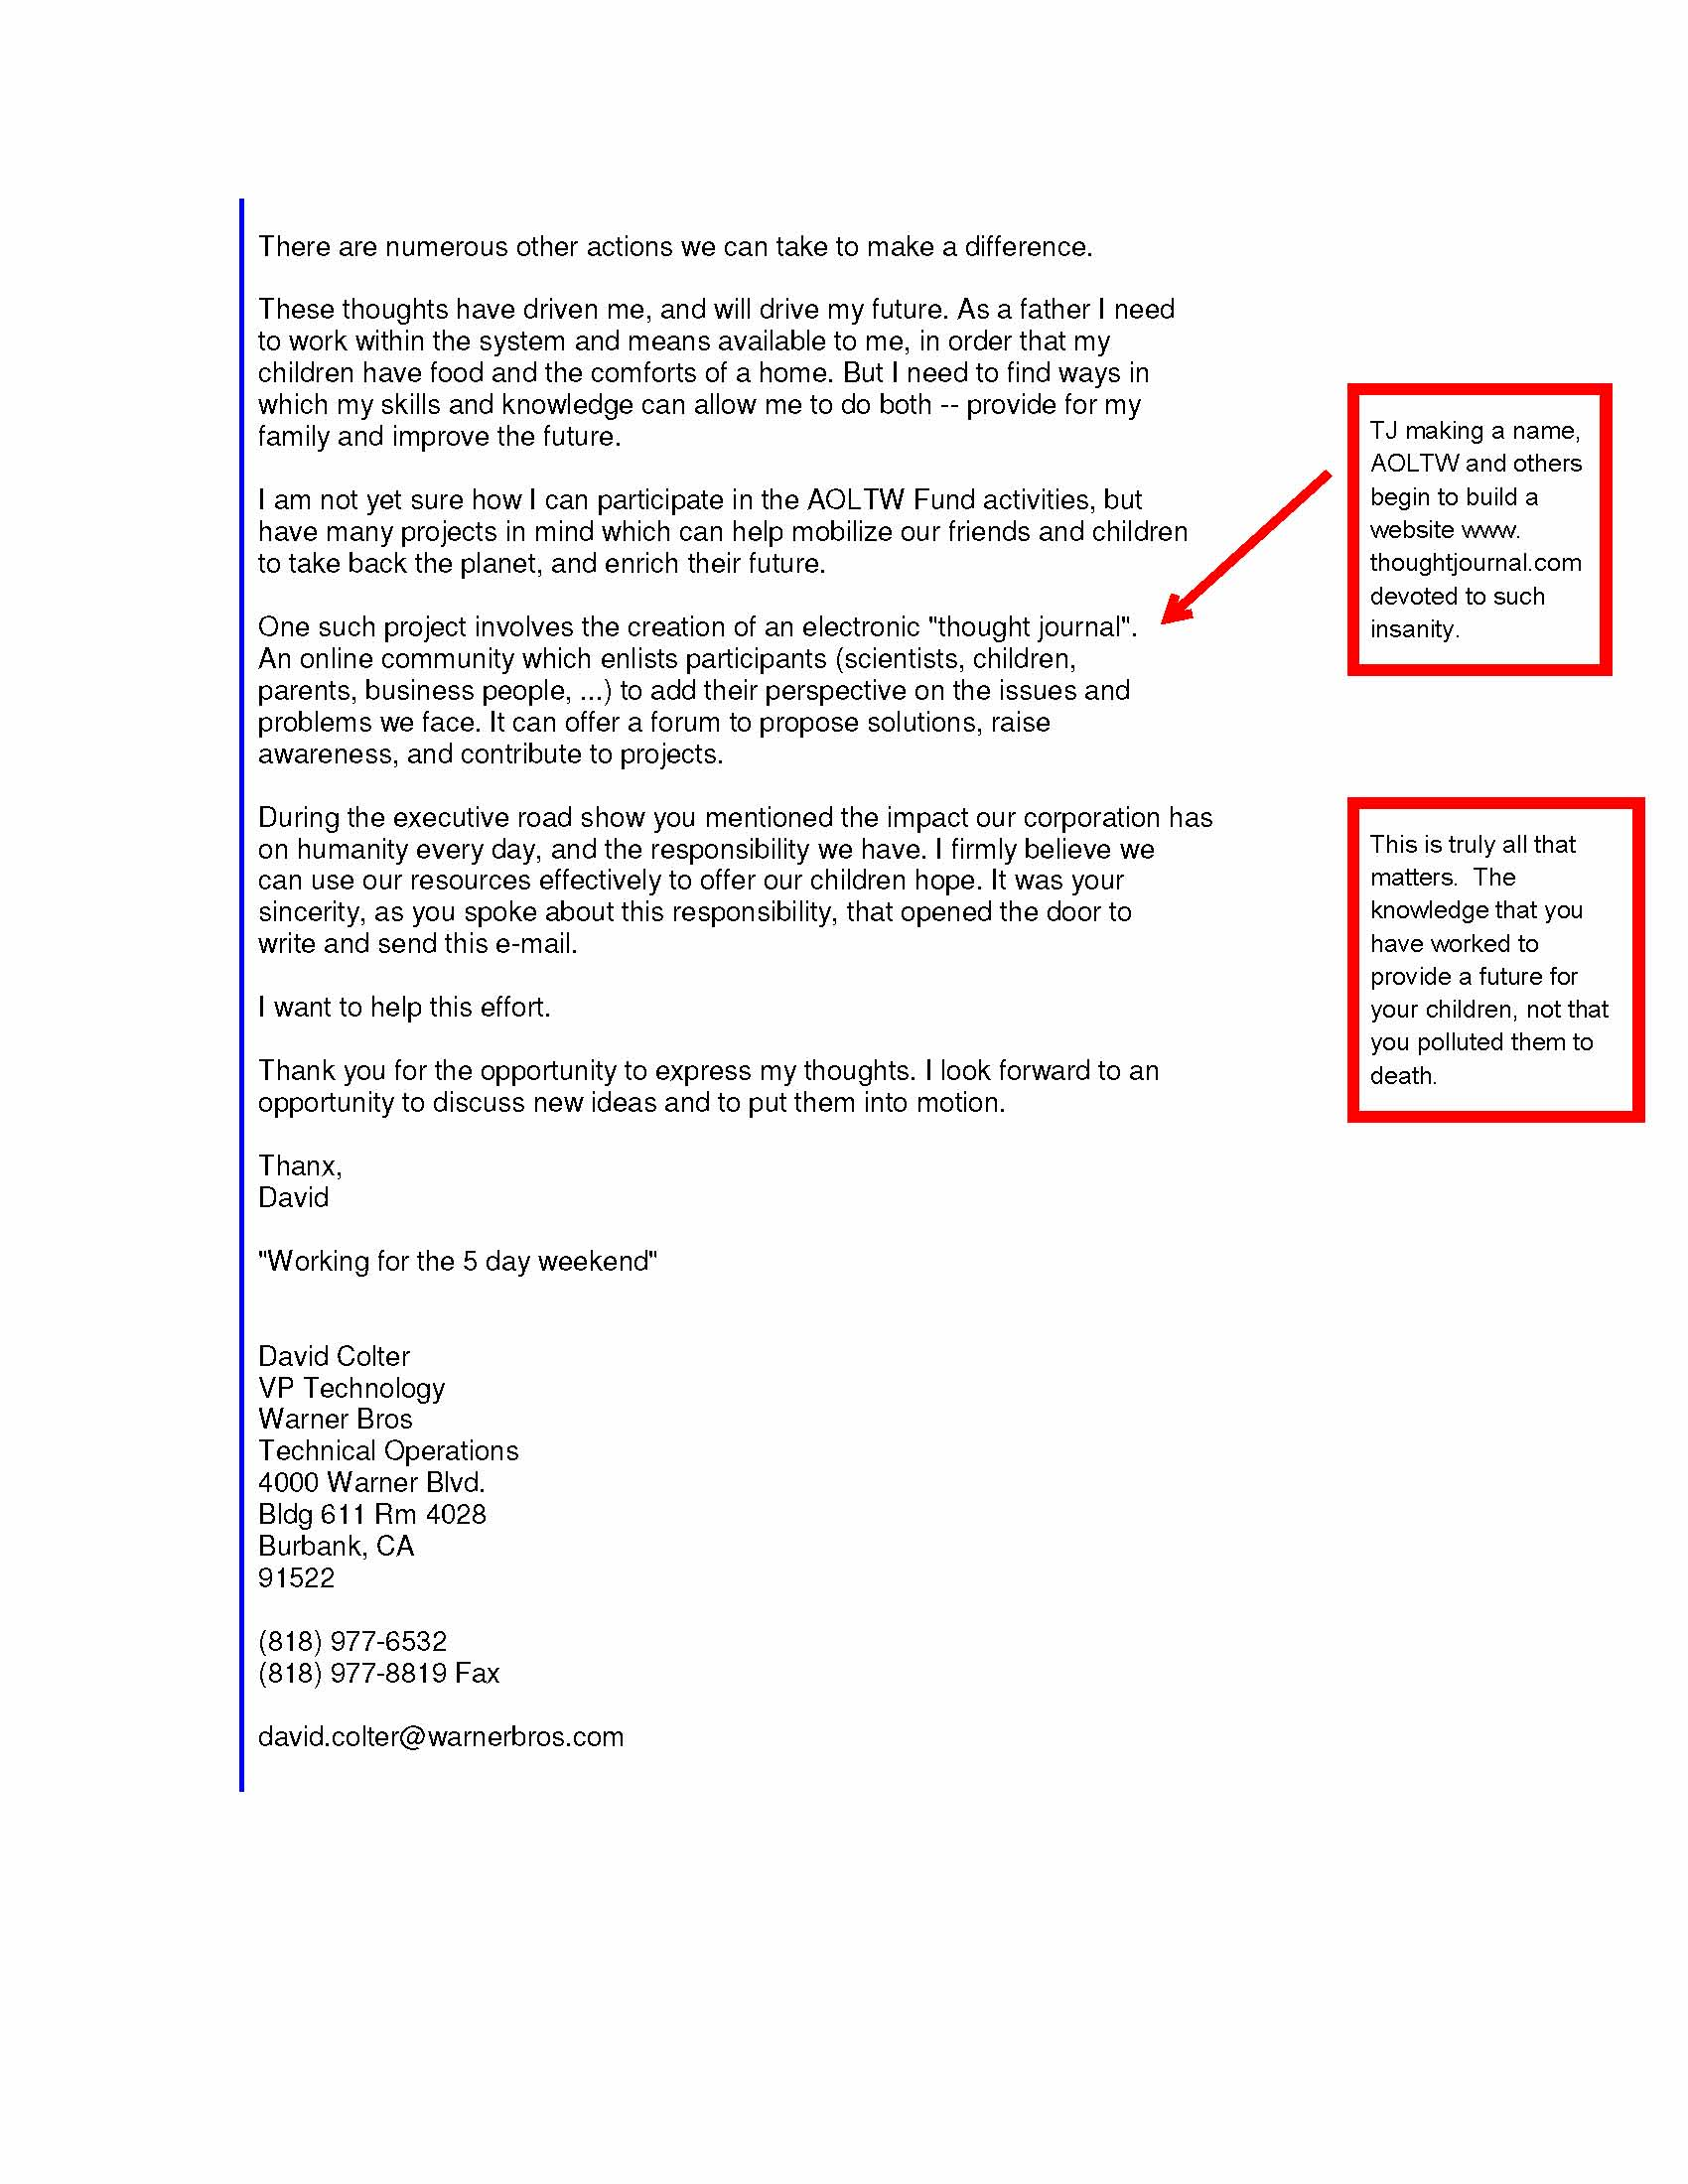 There are numerous other actions we can take to make a difference.
These thoughts have driven me, and will drive my future. As a father I need
to work within the system and means available to me, in order that my
children have food and the comforts of a home. But I need to find ways in
which my skills and knowledge can allow me to do both -- provide for my
family and improve the future.
I am not yet sure how I can participate in the AOLTW Fund activities, but
have many projects in mind which can help mobilize our friends and children
to take back the planet, and enrich their future.
One such project involves the creation of an electronic "thought journal".
An online community which enlists participants (scientists, children,
parents, business people, ...) to add their perspective on the issues and
problems we face. It can offer a forum to propose solutions, raise
awareness, and contribute to projects.
During the executive road show you mentioned the impact our corporation has
on humanity every day, and the responsibility we have. I firmly believe we
can use our resources effectively to offer our children hope. It was your
sincerity, as you spoke about this responsibility, that opened the door to
write and send this e-mail.
I want to help this effort.
Thank you for the opportunity to express my thoughts. I look forward to an
opportunity to discuss new ideas and to put them into motion.
Thanx,
David
"Working for the 5 day weekend"
David Colter
VP Technology
Warner Bros
Technical Operations
4000 Warner Blvd.
Bldg 611 Rm 4028
Burbank, CA
91522
(818) 977-6532
(818) 977-8819 Fax
david.colter@warnerbros.com
TJ making a name,
AOLTW and others
begin to build a
website www.
thoughtjournal.com
devoted to such
insanity.
This is truly all that
matters.  The
knowledge that you
have worked to
provide a future for
your children, not that
you polluted them to
death.